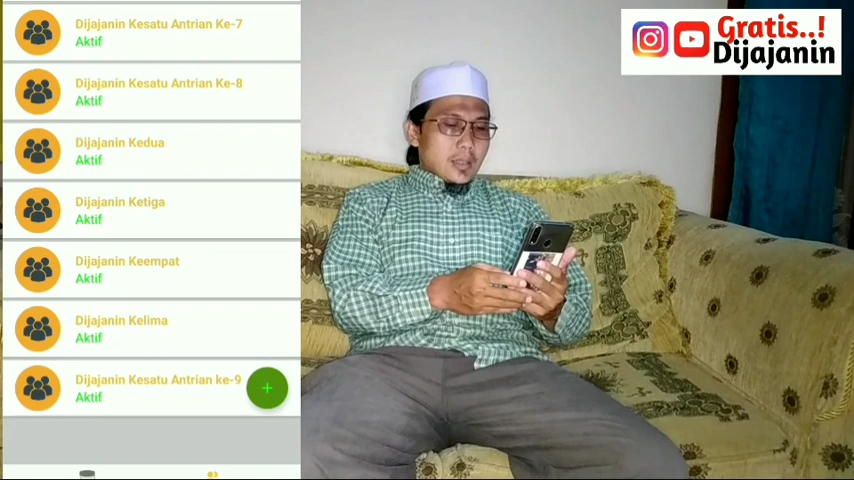 Dijajanin Kesatu Antrian Ke-7
Aktif
Dijajanin Kesatu Antrian Ke-8
Aktif
Dijajanin Kedua
Aktif
Dijajanin Ketiga
Aktif
Dijajanin Keempat
Aktif
Dijajanin Kelima
Aktif
Dijajanin Kesatu Antrian ke-9
Aktif
+
Gratis..!
Dijajanin